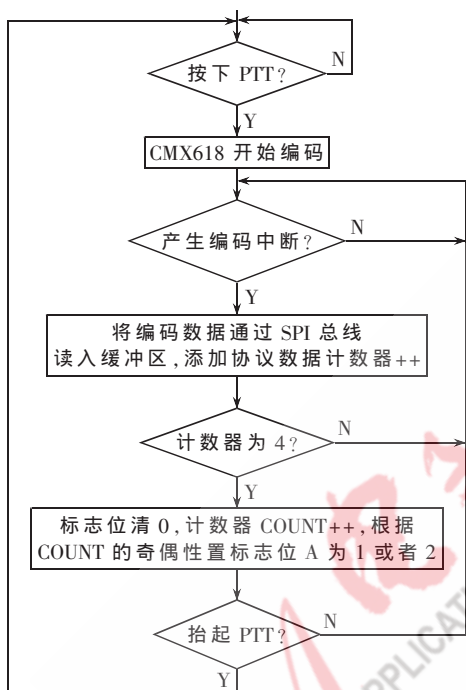 按下 PTT?
N
Y
CMX618 开始编码
产生编码中断?
N
Y
将编码数据通过 SPI 总线
读入缓冲区,添加协议数据计数器++
计数器为 4?
N
Y
标志位清 0,计数器 COUNT++,根据
COUNT 的奇偶性置标志位 A 为 1 或者 2
抬起 PTT?
N
Y